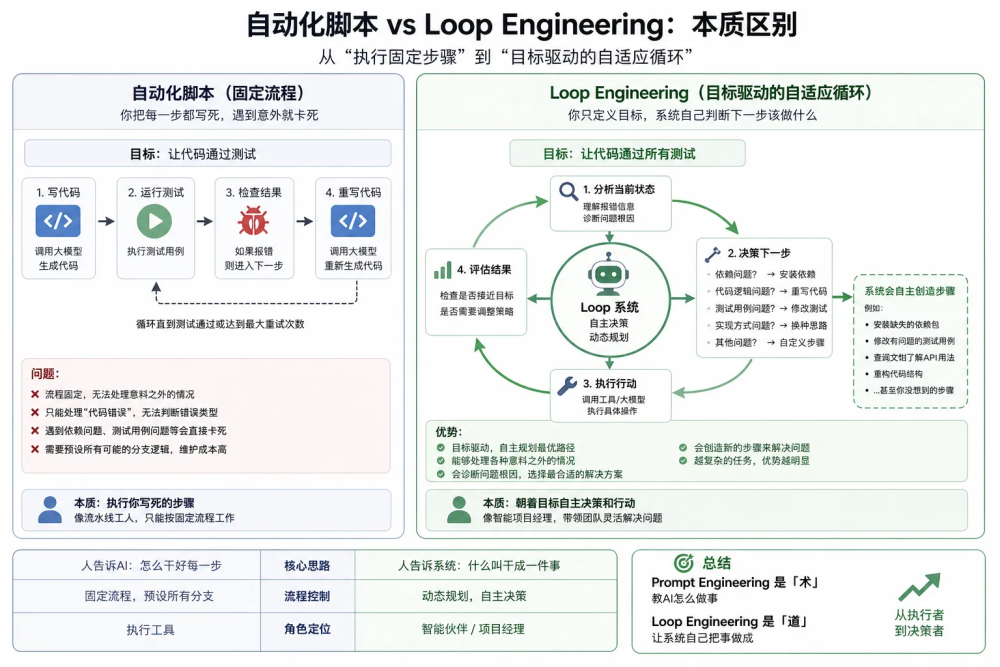 自动化脚本 vs Loop Engineering：本质区别
从“执行固定步骤”到“目标驱动的自适应循环”
自动化脚本（固定流程）
你把每一步都写死，遇到意外就卡死
目标：让代码通过测试
1. 写代码
</>
调用大模型
生成代码
2. 运行测试
执行测试用例
3. 检查结果
如果报错
则进入下一步
4. 重写代码
</>
调用大模型
重新生成代码
循环直到测试通过或达到最大重试次数
问题：
流程固定，无法处理意料之外的情况
只能处理“代码错误”，无法判断错误类型
遇到依赖问题、测试用例问题等会直接卡死
需要预设所有可能的分支逻辑，维护成本高
本质：执行你写死的步骤
像流水线工人，只能按固定流程工作
Loop Engineering（目标驱动的自适应循环）
你只定义目标，系统自己判断下一步该做什么
目标：让代码通过所有测试
1. 分析当前状态
理解报错信息
诊断问题根因
2. 决策下一步
依赖问题？ → 安装依赖
代码逻辑问题？ → 重写代码
测试用例问题？ → 修改测试
实现方式问题？ → 换种思路
其他问题？ → 自定义步骤
Loop 系统
自主决策
动态规划
3. 执行行动
调用工具/大模型
执行具体操作
4. 评估结果
检查是否接近目标
是否需要调整策略
系统会自主创造步骤
例如：
安装缺失的依赖包
修改有问题的测试用例
了解API用法
重构代码结构
...甚至你没想到的步骤
优势：
目标驱动，自主规划最优路径
能够处理各种意料之外的情况
会诊断问题根因，选择最合适的解决方案
会创造新的步骤来解决问题
越复杂的任务，优势越明显
本质：朝着目标自主决策和行动
像智能项目经理，带领团队灵活解决问题
人告诉AI：怎么干好每一步 核心思路 人告诉系统：什么叫干成一件事
固定流程，预设所有分支 流程控制 动态规划，自主决策
执行工具 角色定位 智能伙伴 / 项目经理
总结
Prompt Engineering 是「术」
教AI怎么做事
Loop Engineering 是「道」
让系统自己把事做成
从执行者
到决策者